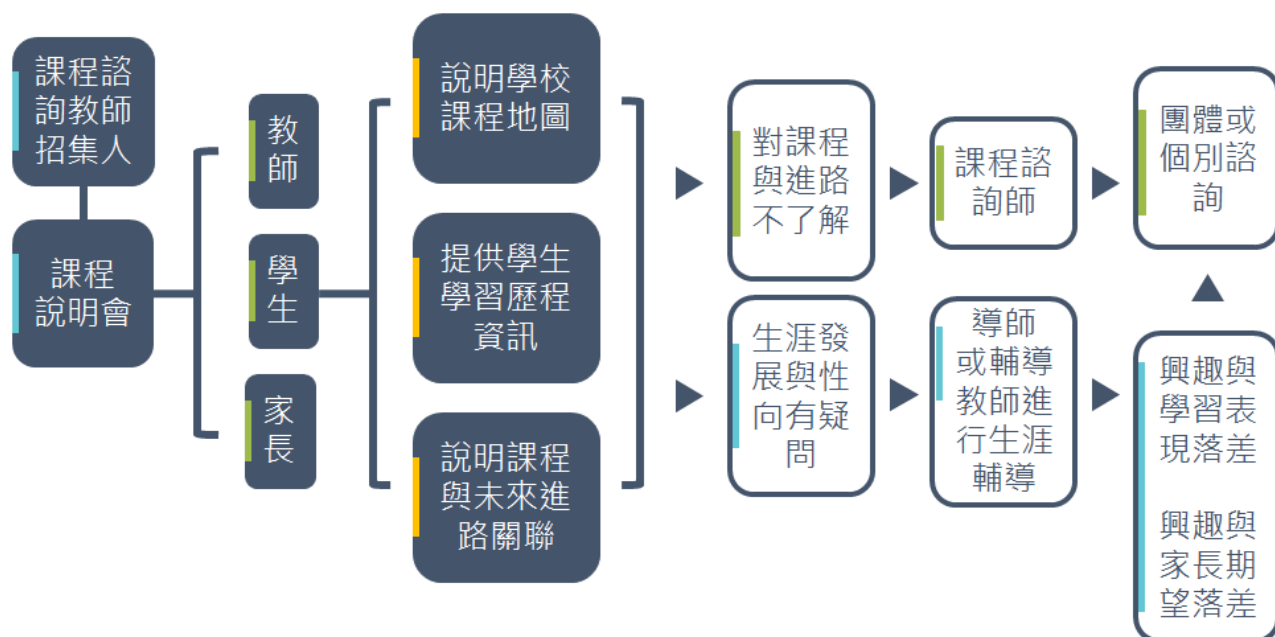 課程諮
詢教師
招集人
課程
說明會
教
師
學
生
家
長
說明學校
課程地圖
提供學生
學習歷程
資訊
說明課程
與未來進
路關聯
對課程
與進路
不了解
課程諮
詢師
團體或
個別諮
詢
生涯發
展與性
向有疑
問
導師
或輔導
教師進
行生涯
輔導
興趣與
學習表
現落差
興趣與
家長期
望落差